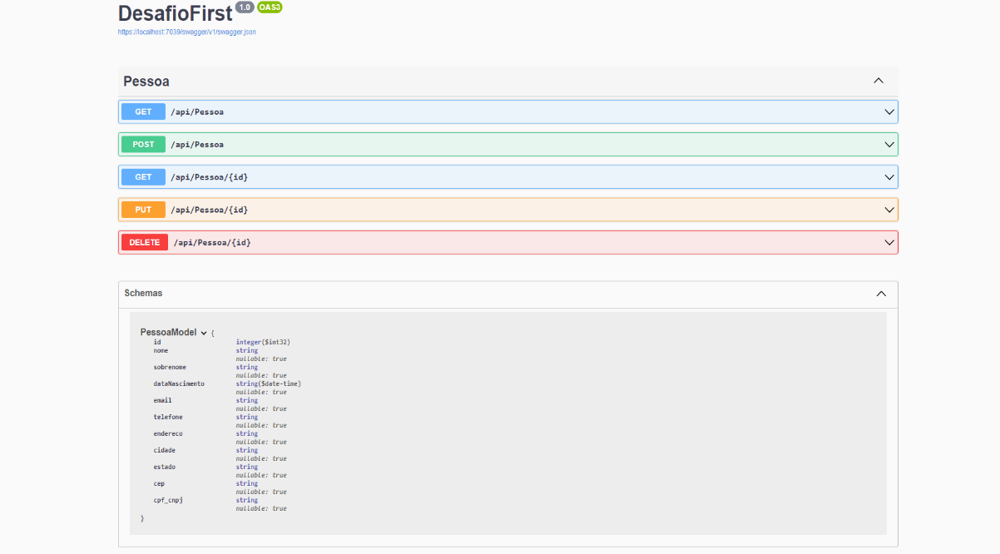 DesafioFirst 1.0 OAS3
https://localhost:7039/swagger/v1/swagger.json
Pessoa
GET /api/Pessoa
POST /api/Pessoa
GET /api/Pessoa/{id}
PUT /api/Pessoa/{id}
DELETE /api/Pessoa/{id}
Schemas
PessoaModel {
id integer($int32)
nome string
nullable: true
sobrenome string
nullable: true
dataNascimento string($date-time)
nullable: true
email string
nullable: true
telefone string
nullable: true
endereco string
nullable: true
cidade string
nullable: true
estado string
nullable: true
cep string
nullable: true
cpf_cnpj string
nullable: true
}